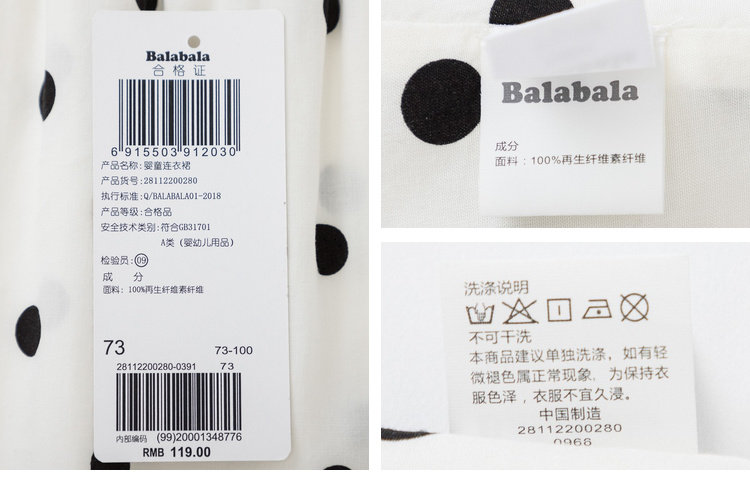 Balabala
合格证
6 915503 912030
产品名称:婴童连衣裙
产品货号:28112200280
执行标准:Q/BALABALA01-2018
产品等级:合格品
安全技术类别:符合GB31701
A类（婴幼儿用品）
检验员:09
成 分
面料: 100%再生纤维素纤维
73 73-100
28112200280-0391 73
内部编码 (99)20001348776
RMB 119.00
Balabala
成分
面料: 100%再生纤维素纤维
洗涤说明
不可干洗
本商品建议单独洗涤，如有轻
微褪色属正常现象，为保持衣
服色泽，衣服不宜久浸。
中国制造
28112200280
0968